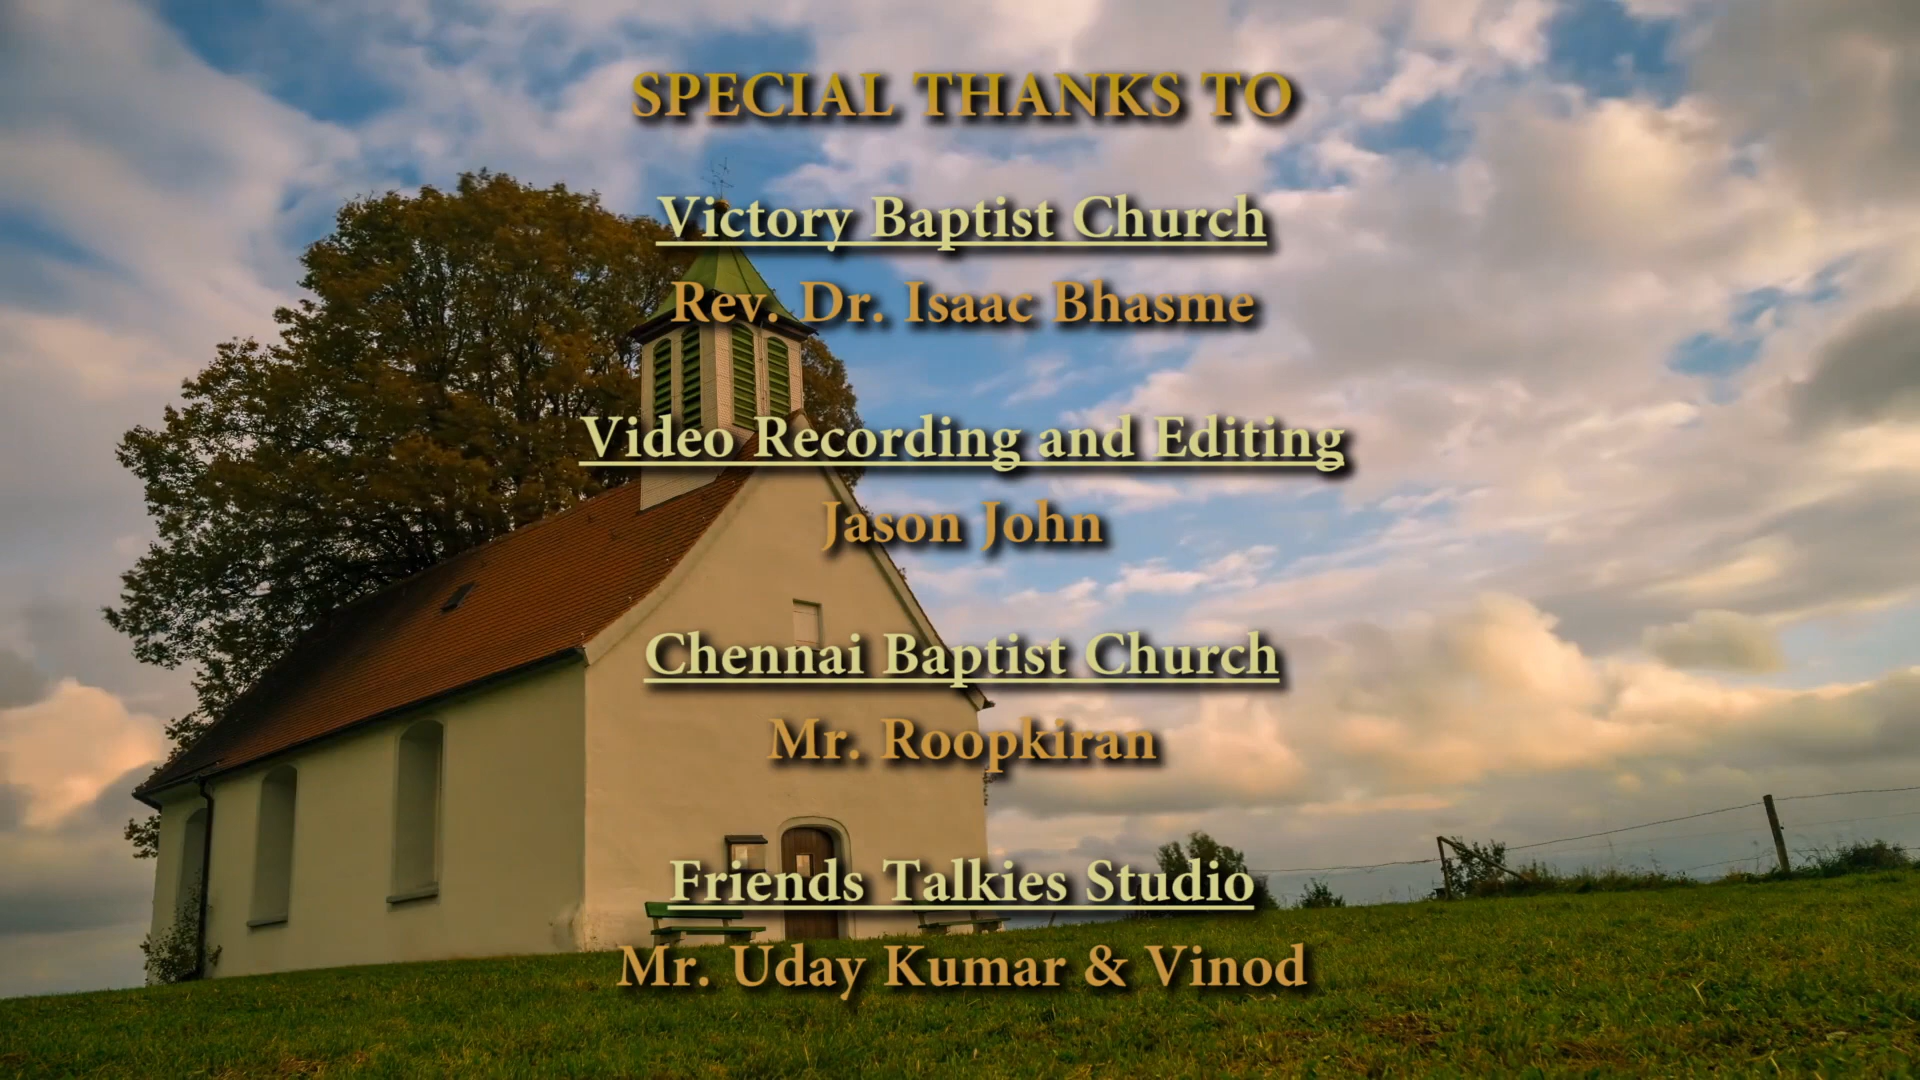 SPECIAL THANKS TO
Victory Baptist Church
Rev. Dr. Isaac Bhasme
Video Recording and Editing
Jason John
Chennai Baptist Church
Mr. Roopkiran
Friends Talkies Studio
Mr. Uday Kumar & Vinod